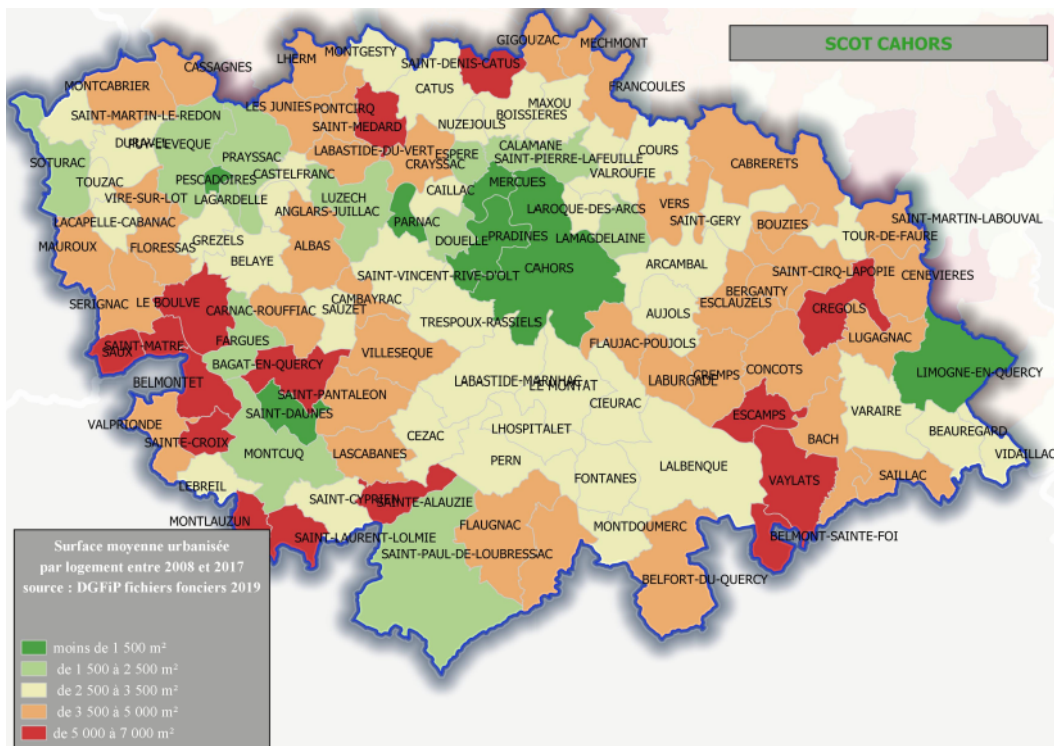 SCOT CAHORS
GIGOUZAC
MECHMONT
MONTGESTY
LHERM
SAINT-DENIS-CATUS
CASSAGNES
MONTCABRIER
CATUS
FRANCOULES
LES JUNIES
PONTCIRQ
MAXOU
SAINT-MARTIN-LE-REDON
BOISSIERES
SAINT-MEDARD
NUZEJOULS
DURAVEL
CALAMANE
COURS
LABASTIDE-DU-VERT
ESPERE
PRAYSSAC
SAINT-PIERRE-LAFEUILLE
SOTURAC
CRAYSSAC
CABRERETS
CASTELFRANC
VALROUFIE
PESCADOIRES
MERCUES
TOUZAC
CAILLAC
LUZECH
LAGARDELLE
VIRE-SUR-LOT
VERS
LAROQUE-DES-ARCS
ANGLARS-JUILLAC
SAINT-GERY
SAINT-MARTIN-LABOUVAL
LACAPELLE-CABANAC
PARNAC
BOUZIES
TOUR-DE-FAURE
PRADINES
LAMAGDELAINE
GREZELS
DOUELLE
MAUROUX
FLORESSAS
ALBAS
BELAYE
ARCAMBAL
CAHORS
SAINT-CIRQ-LAPOPIE
SAINT-VINCENT-RIVE-D'OLT
CENEVIERES
BERGANTY
LE BOULVE
CAMBAYRAC
ESCLAUZELS
SERIGNAC
CARNAC-ROUFFIAC
SAUZET
CREGOLS
AUJOLS
TRESPOUX-RASSIELS
LUGAGNAC
FARGUES
FLAUJAC-POUJOLS
SAINT-MATRE
SAUX
VILLESEQUE
BAGAT-EN-QUERCY
CONCOTS
LIMOGNE-EN-QUERCY
CREMPS
BELMONTET
LABASTIDE-MARNHAC
LE MONTAT
LABURGADE
SAINT-PANTALEON
CIEURAC
SAINT-DAUNES
VARAIRE
ESCAMPS
VALPRIONDE
LHOSPITALET
BEAUREGARD
SAINTE-CROIX
CEZAC
BACH
MONTCUQ
LASCABANES
VIDAILLAC
PERN
LALBENQUE
SAILLAC
FONTANES
VAYLATS
LEBREIL
SAINT-CYPRIEN
SAINTE-ALAUZIE
MONTLAUZUN
FLAUGNAC
MONTDOUMERC
BELMONT-SAINTE-FOI
SAINT-LAURENT-LOLMIE
SAINT-PAUL-DE-LOUBRESSAC
BELFORT-DU-QUERCY
Surface moyenne urbanisée
par logement entre 2008 et 2017
source : DGFiP fichiers fonciers 2019
moins de 1 500 m²
de 1 500 à 2 500 m²
de 2 500 à 3 500 m²
de 3 500 à 5 000 m²
de 5 000 à 7 000 m²